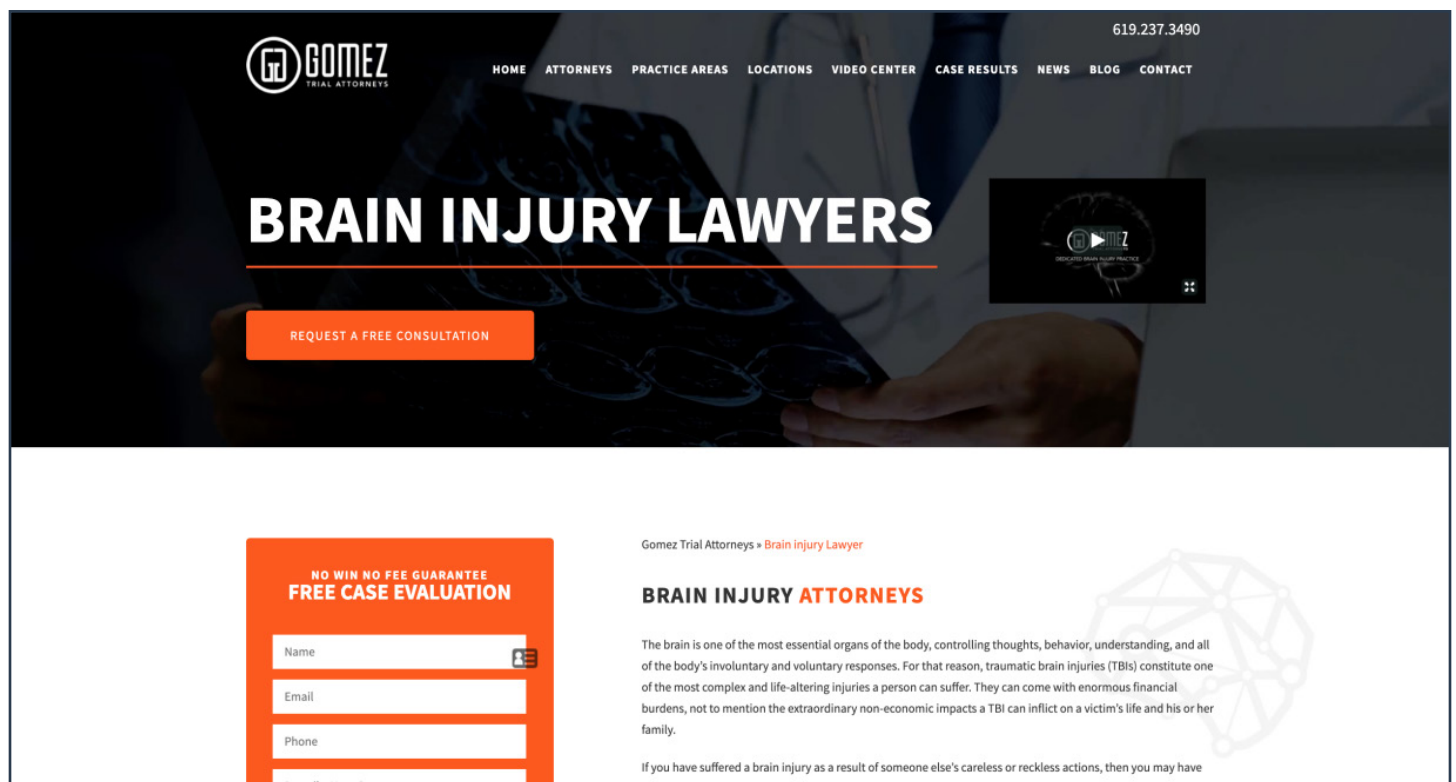 619.237.3490
GOMEZ
TRIAL ATTORNEYS
HOME ATTORNEYS PRACTICE AREAS LOCATIONS VIDEO CENTER CASE RESULTS NEWS BLOG CONTACT
BRAIN INJURY LAWYERS
GOMEZ
DEDICATED BRAIN INJURY PRACTICE
REQUEST A FREE CONSULTATION
NO WIN NO FEE GUARANTEE
FREE CASE EVALUATION
Name
Email
Phone
Gomez Trial Attorneys » Brain injury Lawyer
BRAIN INJURY ATTORNEYS
The brain is one of the most essential organs of the body, controlling thoughts, behavior, understanding, and all
of the body's involuntary and voluntary responses. For that reason, traumatic brain injuries (TBIs) constitute one
of the most complex and life-altering injuries a person can suffer. They can come with enormous financial
burdens, not to mention the extraordinary non-economic impacts a TBI can inflict on a victim's life and his or her
family.
If you have suffered a brain injury as a result of someone else's careless or reckless actions, then you may have